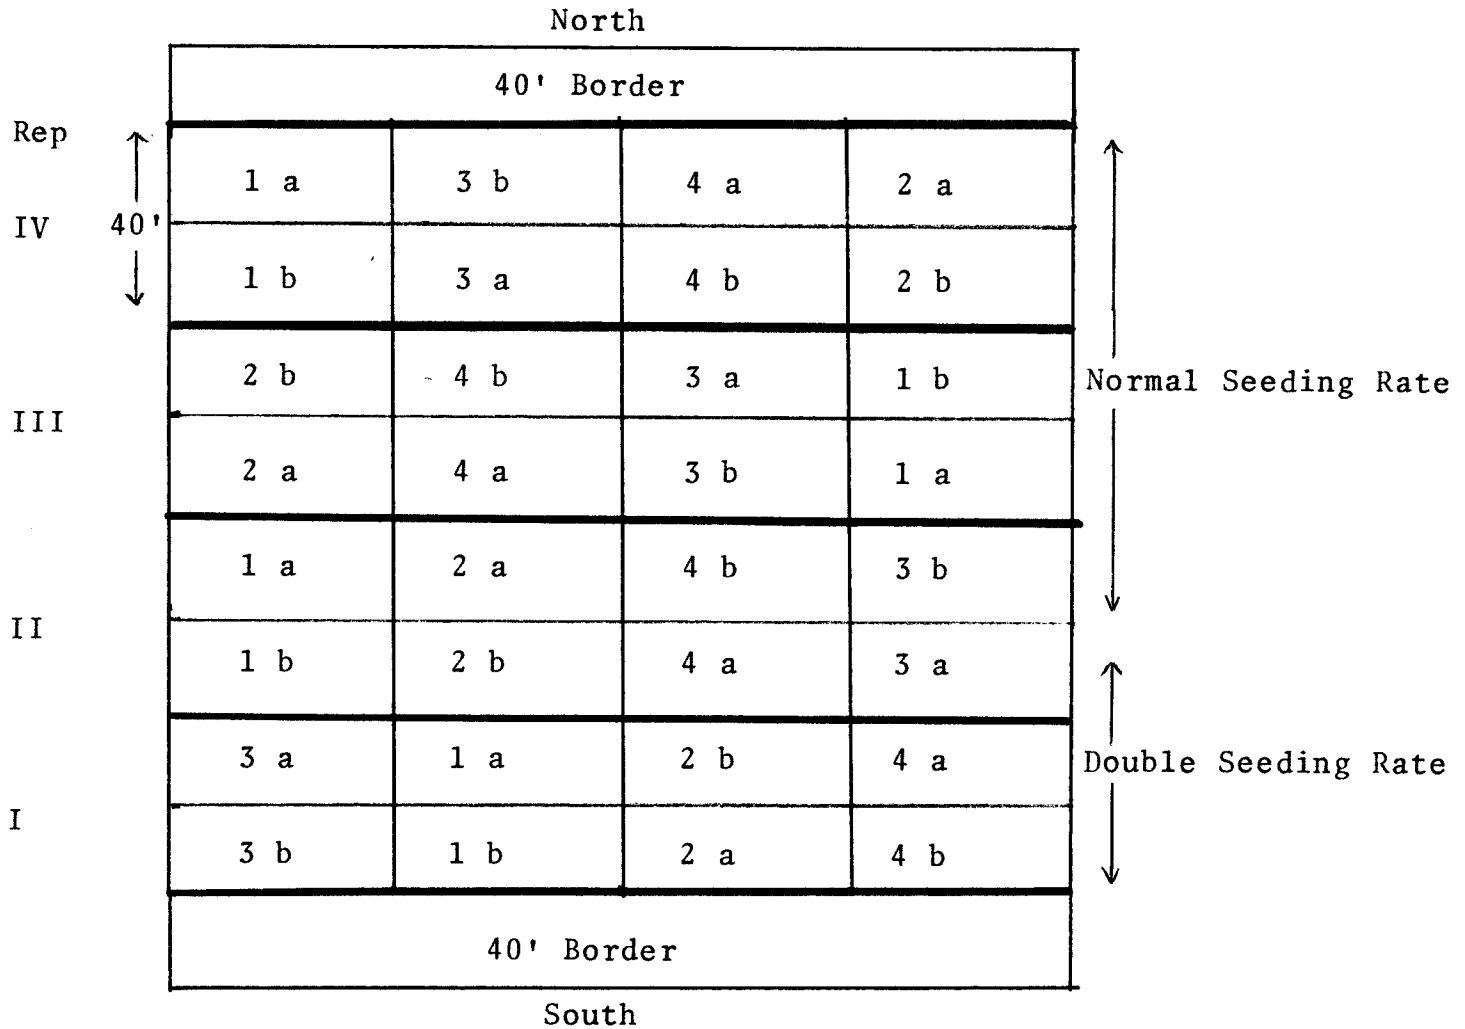 North
40' Border
Rep
1 a 3 b 4 a 2 a
IV 40'
1 b 3 a 4 b 2 b
2 b 4 b 3 a 1 b Normal Seeding Rate
III
2 a 4 a 3 b 1 a
1 a 2 a 4 b 3 b
II
1 b 2 b 4 a 3 a
3 a 1 a 2 b 4 a Double Seeding Rate
I
3 b 1 b 2 a 4 b
40' Border
South